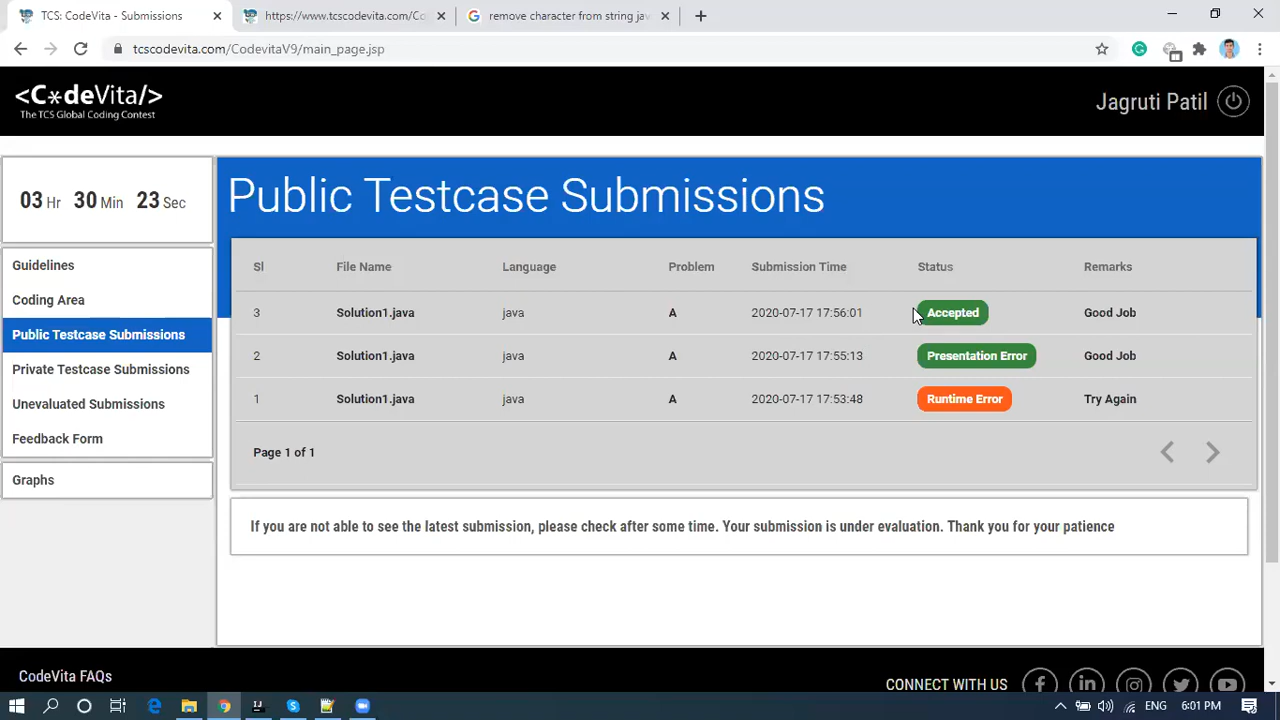 TCS: CodeVita - Submissions
https://www.tcscodevita.com/Co
remove character from string jav
tcscodevita.com/CodevitaV9/main_page.jsp
<C*deVita/>
The TCS Global Coding Contest
Jagruti Patil
03 Hr 30 Min 23 Sec
Public Testcase Submissions
Guidelines
Coding Area
Public Testcase Submissions
Private Testcase Submissions
Unevaluated Submissions
Feedback Form
Graphs
Sl File Name Language Problem Submission Time Status Remarks
3 Solution1.java java A 2020-07-17 17:56:01 Accepted Good Job
2 Solution1.java java A 2020-07-17 17:55:13 Presentation Error Good Job
1 Solution1.java java A 2020-07-17 17:53:48 Runtime Error Try Again
Page 1 of 1
If you are not able to see the latest submission, please check after some time. Your submission is under evaluation. Thank you for your patience
CodeVita FAQs
CONNECT WITH US
ENG 6:01 PM